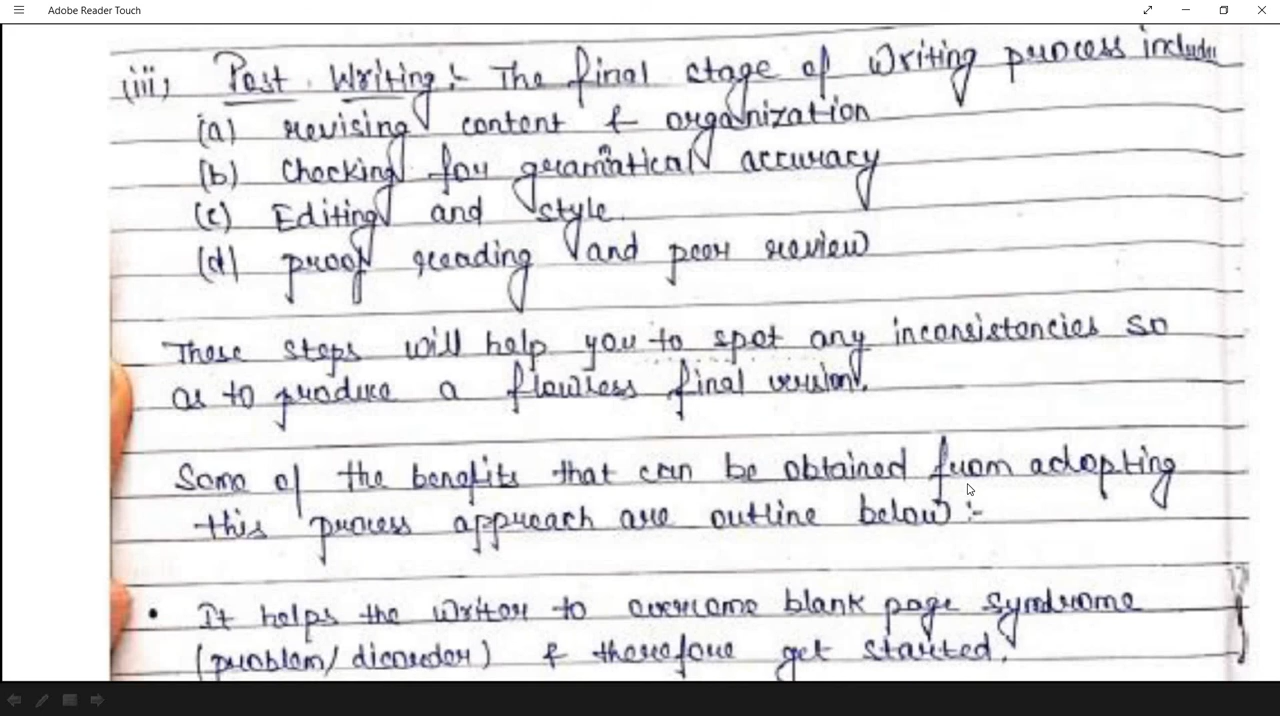 Adobe Reader Touch
(iii) Post Writing :- The final stage of Writing process includes
(a) revising content & organization
(b) Checking for gramatical accuracy
(c) Editing and style
(d) proof reading and peer review
These steps will help you to spot any inconsistencies so
as to produce a flawless final version.
Some of the benefits that can be obtained from adopting
this process approach are outline below :-
• It helps the writer to overcome blank page syndrome
(problem/dicorder) & therefore get started.